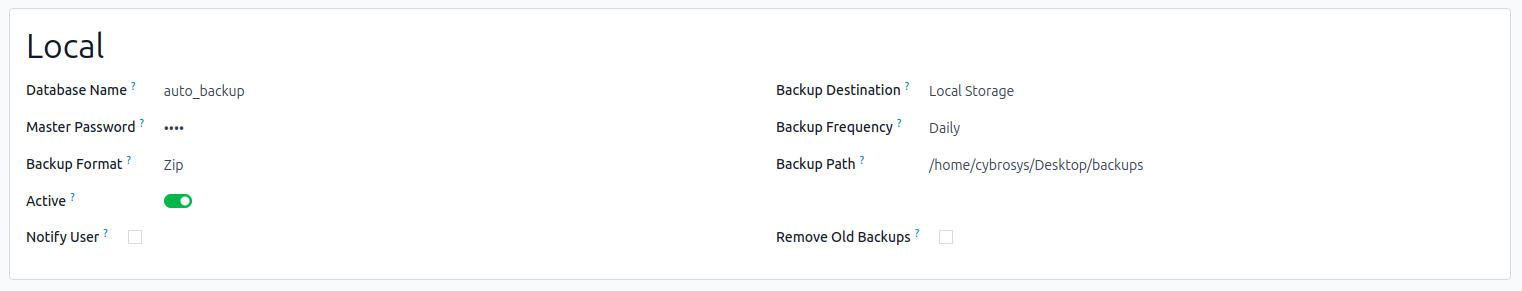 Local
Database Name ? auto_backup
Backup Destination ? Local Storage
Master Password ? ••••
Backup Frequency ? Daily
Backup Format ? Zip
Backup Path ? /home/cybrosys/Desktop/backups
Active ?
Notify User ?
Remove Old Backups ?